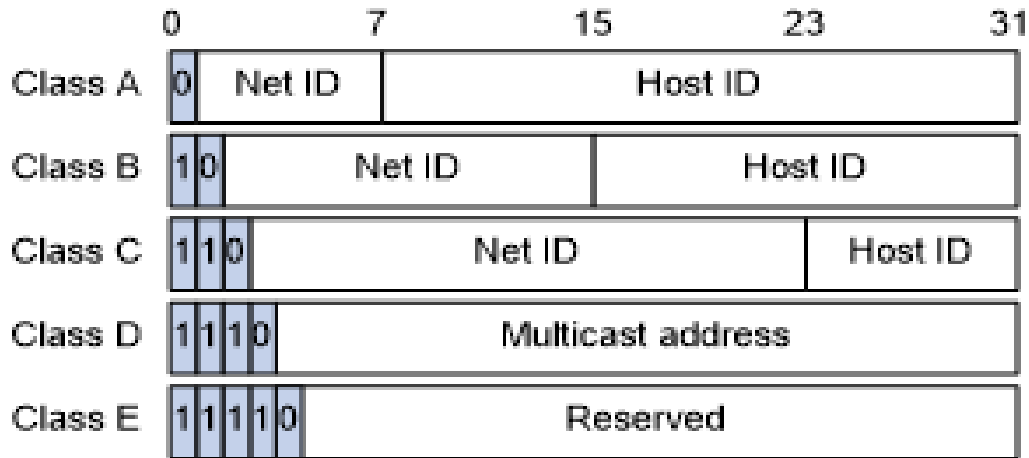 0 7 15 23 31
Class A 0 Net ID Host ID
Class B 1 0 Net ID Host ID
Class C 1 1 0 Net ID Host ID
Class D 1 1 1 0 Multicast address
Class E 1 1 1 1 0 Reserved